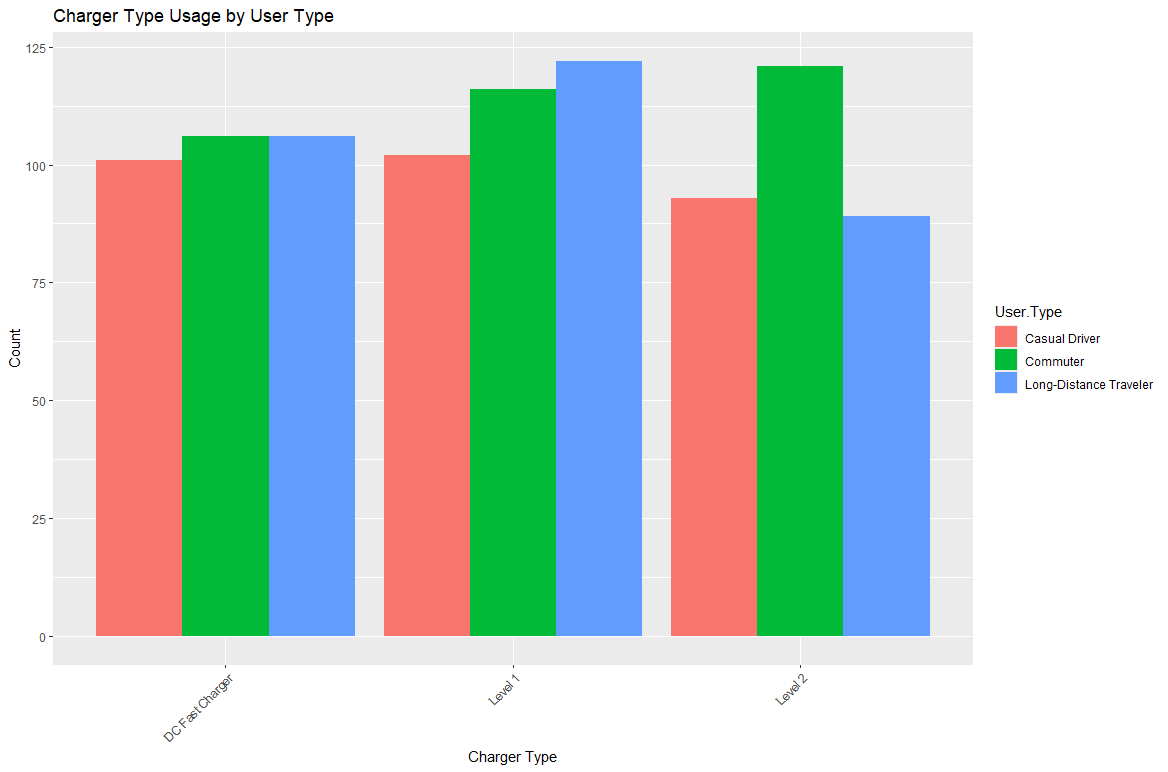 Charger Type Usage by User Type
125
100
75
50
25
0
Count
DC Fast Charger
Level 1
Level 2
Charger Type
User.Type
Casual Driver
Commuter
Long-Distance Traveler